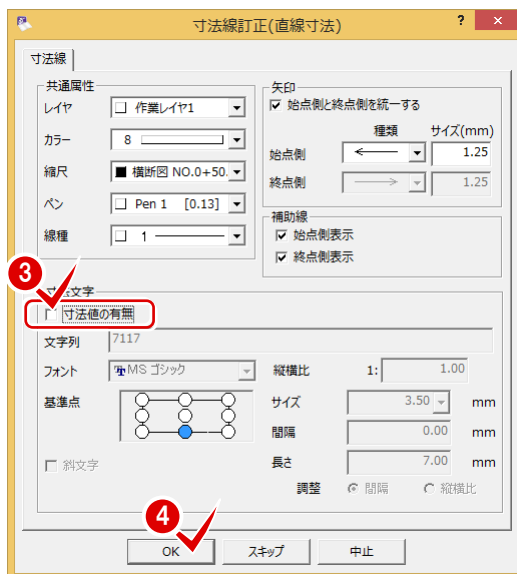 寸法線訂正(直線寸法)
? ×
寸法線
共通属性
レイヤ 作業レイヤ1
カラー 8
縮尺 横断図 NO.0+50.
ペン Pen 1 [0.13]
線種 1
矢印
始点側と終点側を統一する
種類 サイズ(mm)
始点側 1.25
終点側 1.25
補助線
始点側表示
終点側表示
3
寸法文字
寸法値の有無
文字列 7117
フォント MS ゴシック
縦横比 1: 1.00
基準点
サイズ 3.50 mm
間隔 0.00 mm
斜文字
長さ 7.00 mm
調整 間隔 縦横比
4
OK スキップ 中止